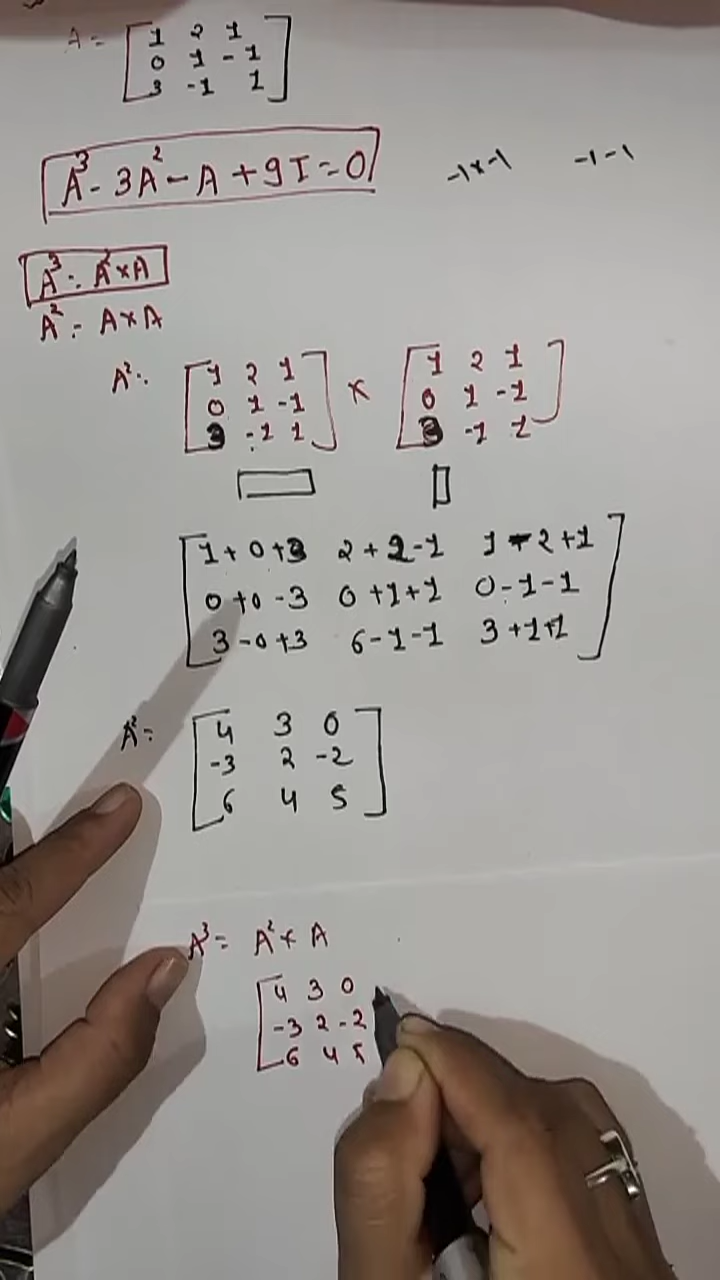 A = [1 2 1
0 1 -1
3 -1 1]
A³ - 3A² - A + 9I = 0
-1x-1 -1-1
A³ = A² x A
A² = A x A
A² = [1 2 1 0 1 -1 3 -1 1] x [1 2 1 0 1 -1 3 -1 1]
[1 + 0 + 3 2 + 2 - 1 1 - 2 + 1
0 + 0 - 3 0 + 1 + 1 0 - 1 - 1
3 - 0 + 3 6 - 1 - 1 3 + 1 + 1]
A² = [4 3 0
-3 2 -2
6 4 5]
A³ = A² x A
[4 3 0
-3 2 -2
6 4 5